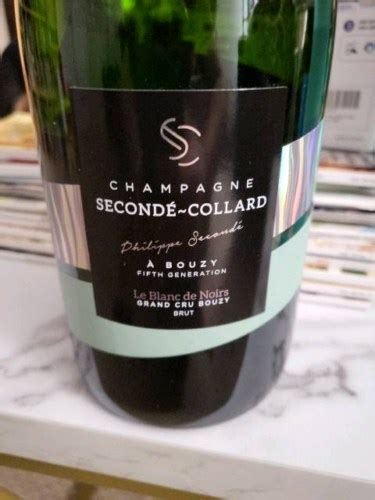 SC
CHAMPAGNE
SECONDÉ~COLLARD
Philippe Secondé
À BOUZY
FIFTH GENERATION
Le Blanc de Noirs
GRAND CRU BOUZY
BRUT